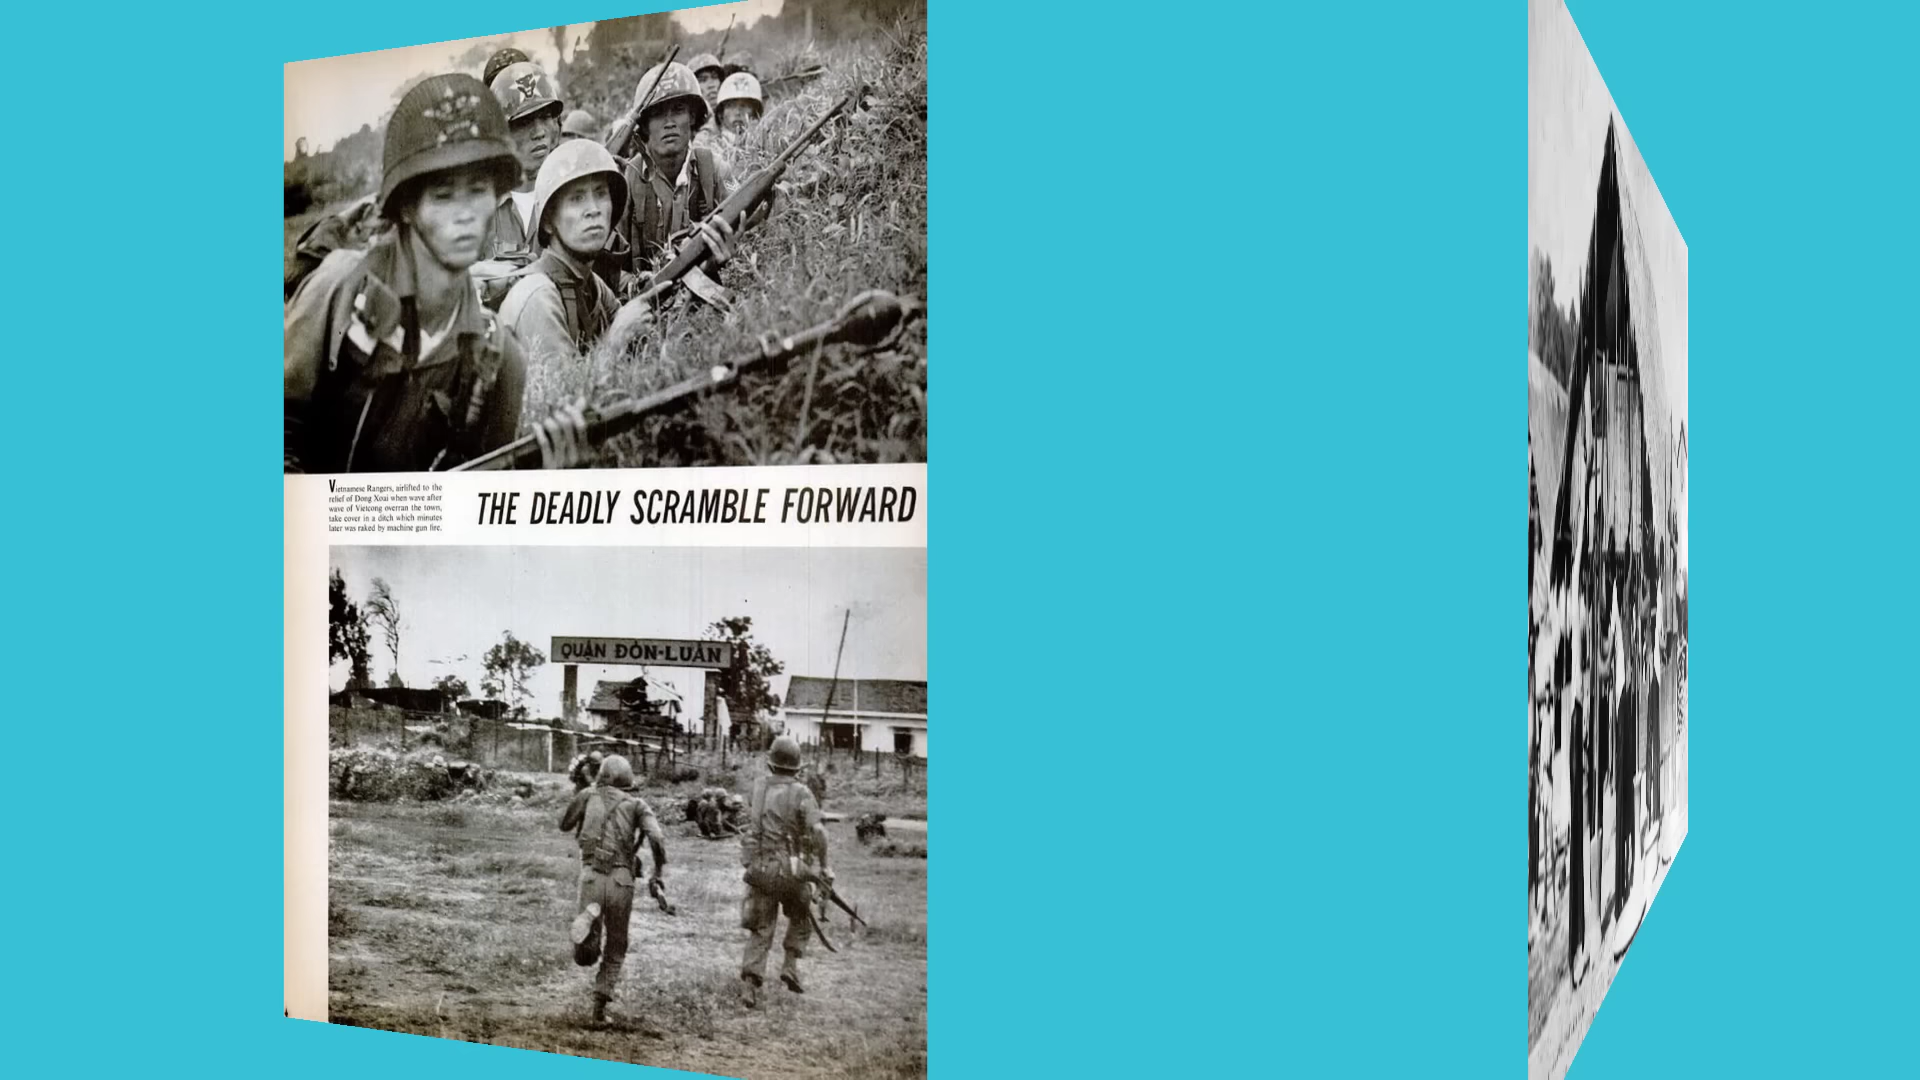 Vietnamese Rangers, airlifted to the
relief of Dong Xoai when wave after
wave of Vietcong overran the town,
take cover in a ditch which minutes
later was raked by machine gun fire.
THE DEADLY SCRAMBLE FORWARD
QUẬN ĐÔN-LUÂN